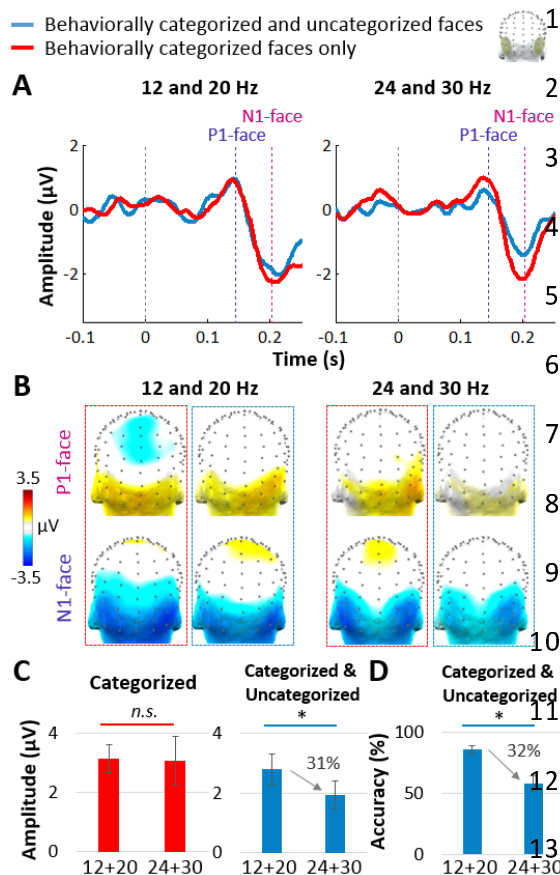 Behaviorally categorized and uncategorized faces
Behaviorally categorized faces only
1
A
12 and 20 Hz
24 and 30 Hz
2
N1-face
N1-face
P1-face
P1-face
3
Amplitude (µV)
2
0
-2
2
0
-2
4
5
-0.1
0
0.1
0.2
-0.1
0
0.1
0.2
Time (s)
6
B
12 and 20 Hz
24 and 30 Hz
7
P1-face
8
3.5
µV
-3.5
9
N1-face
10
C
Categorized
Categorized &
Uncategorized
D
Categorized &
Uncategorized
11
n.s.
*
*
Amplitude (µV)
4
2
0
4
2
0
31%
Accuracy (%)
100
50
0
32%
12
13
12+20
24+30
12+20
24+30
12+20
24+30